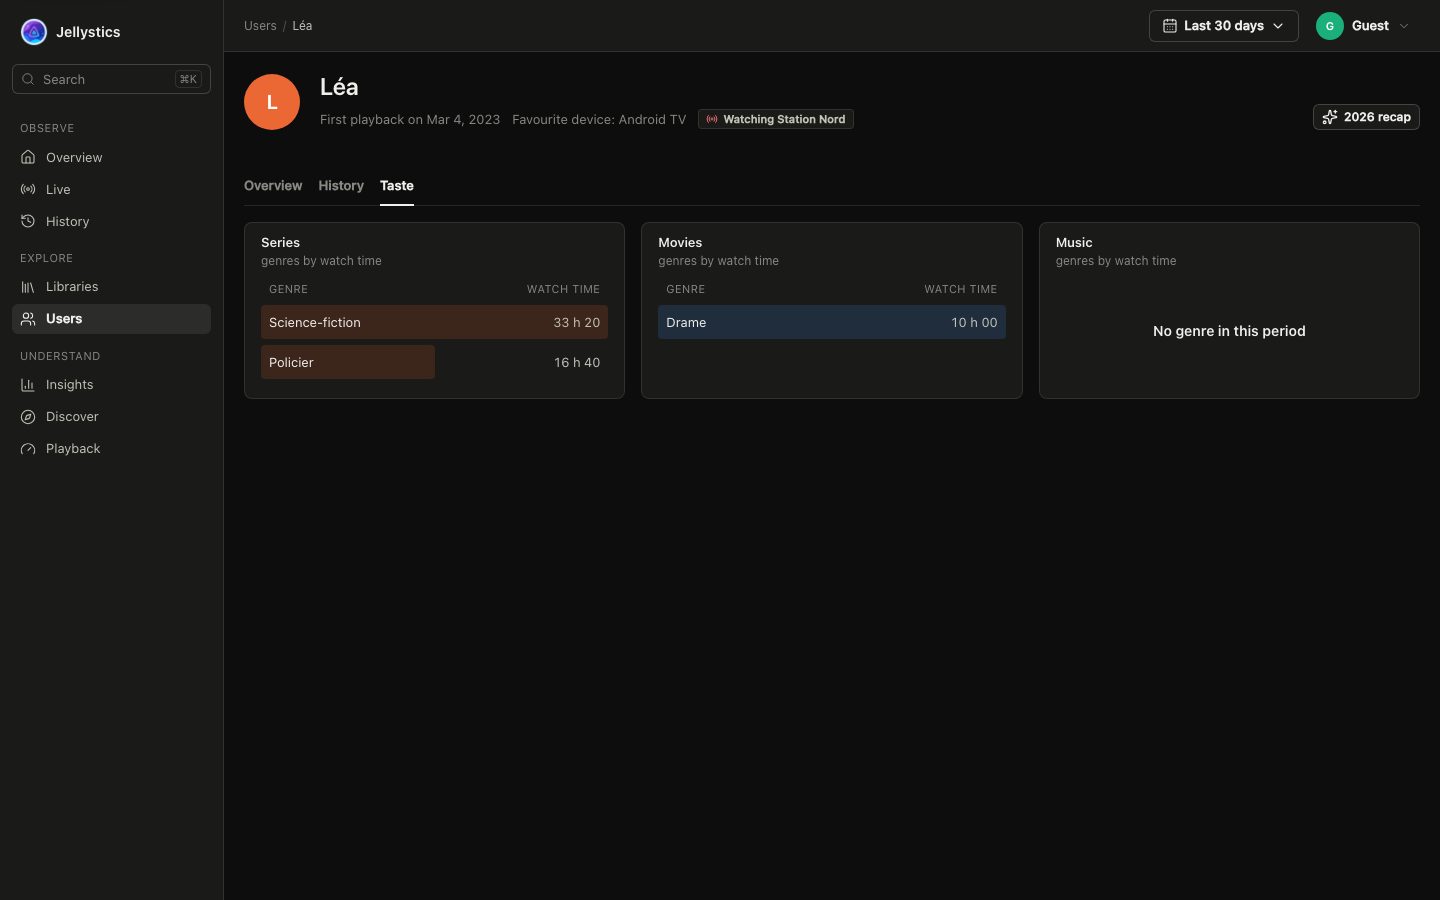 Jellystics
Search ⌘K
OBSERVE
Overview
Live
History
EXPLORE
Libraries
Users
UNDERSTAND
Insights
Discover
Playback
Users / Léa
Last 30 days
G Guest
L
Léa
First playback on Mar 4, 2023 Favourite device: Android TV Watching Station Nord
2026 recap
Overview History Taste
Series
genres by watch time
GENRE WATCH TIME
Science-fiction 33 h 20
Policier 16 h 40
Movies
genres by watch time
GENRE WATCH TIME
Drame 10 h 00
Music
genres by watch time
No genre in this period